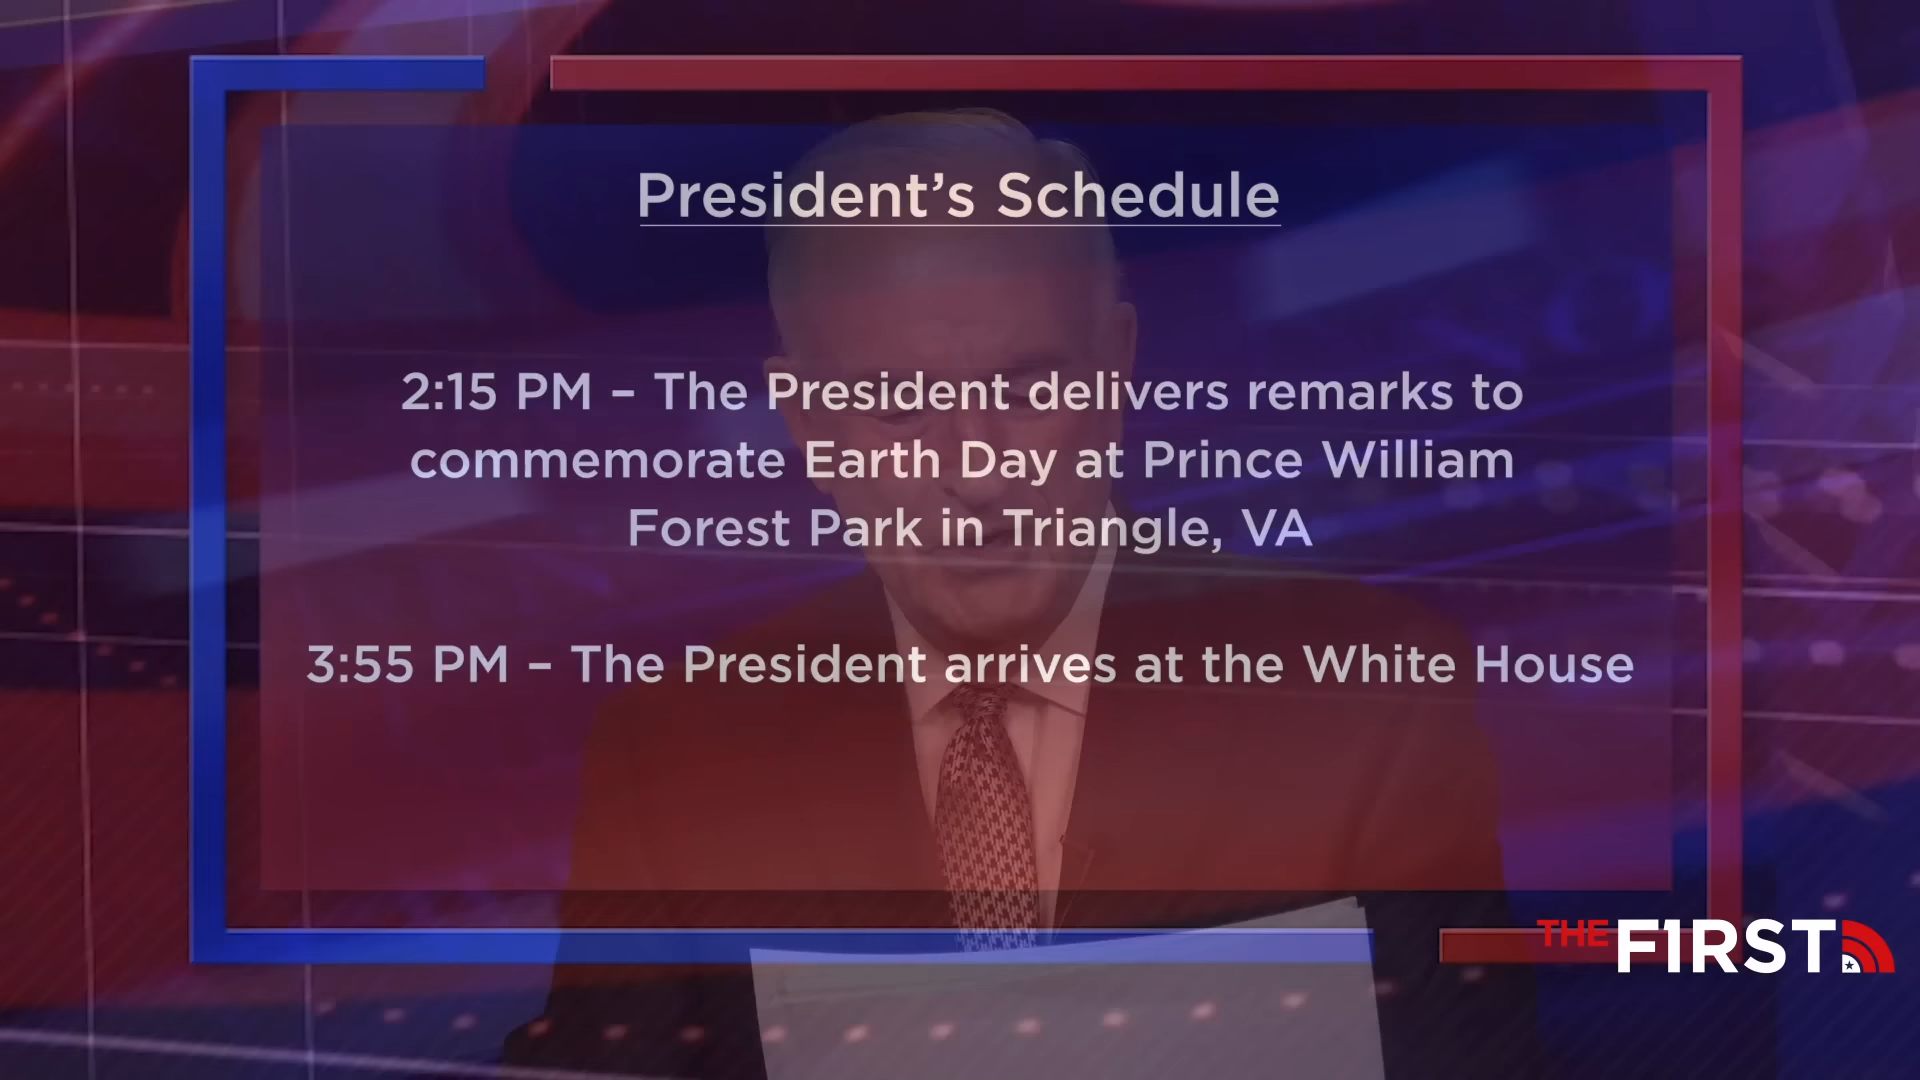 President’s Schedule
2:15 PM – The President delivers remarks to
commemorate Earth Day at Prince William
Forest Park in Triangle, VA
3:55 PM – The President arrives at the White House
THE FIRST